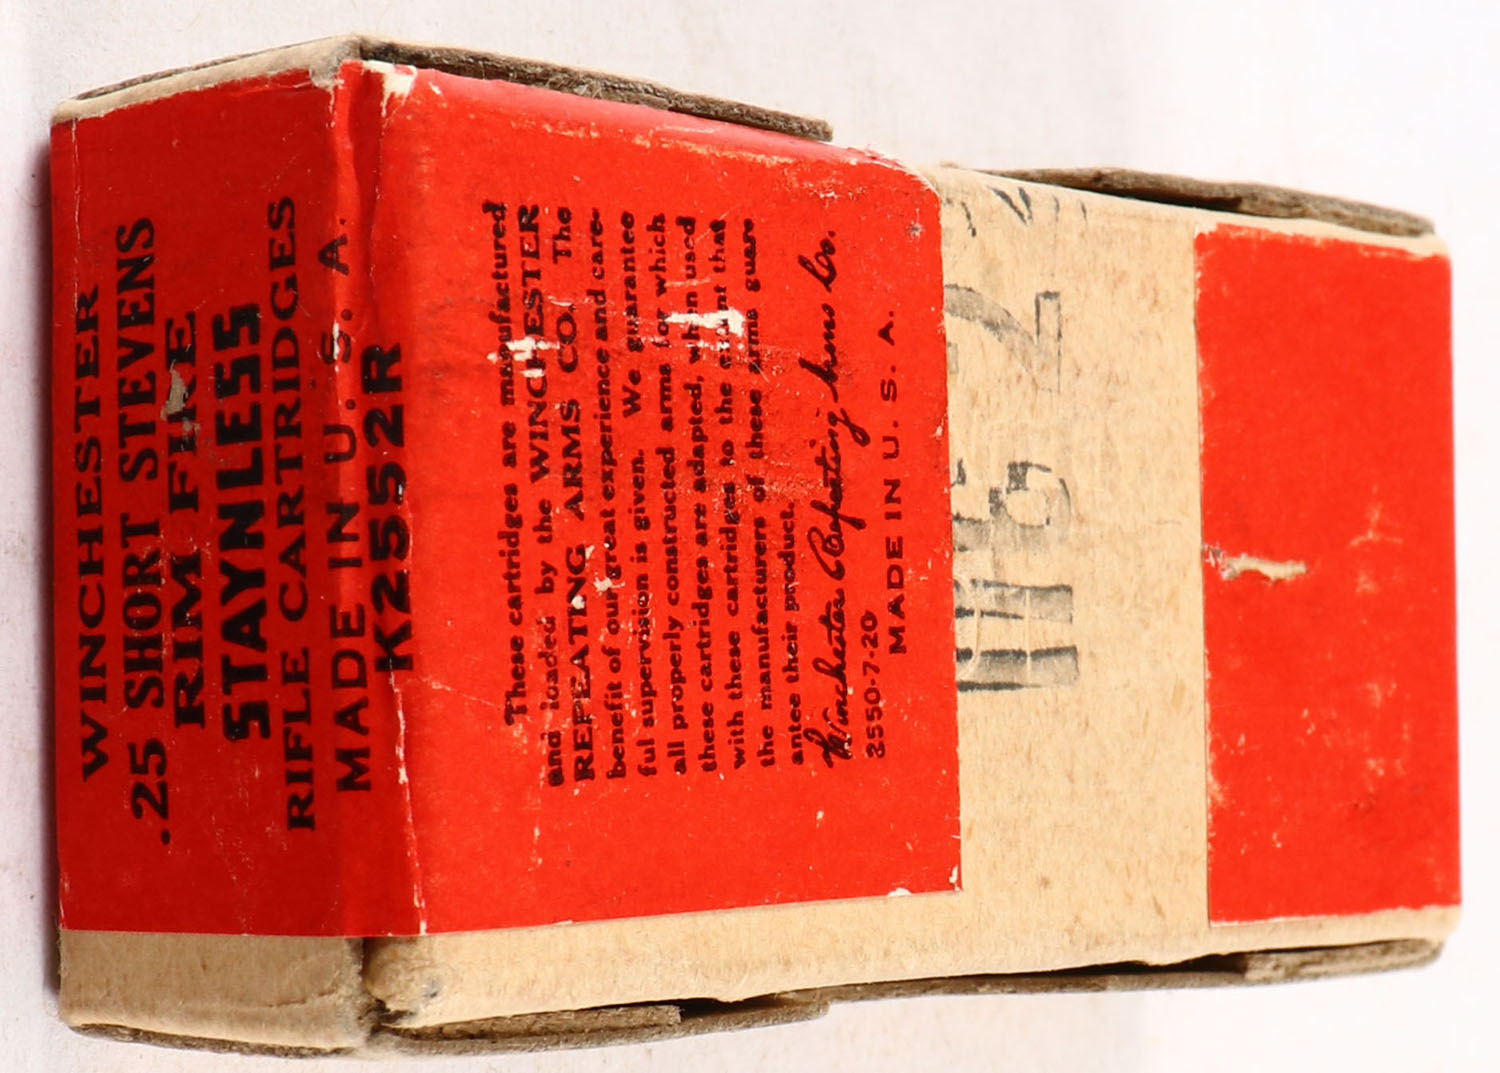 WINCHESTER
.25 SHORT STEVENS
RIM FIRE
STAYNLESS
RIFLE CARTRIDGES
MADE IN U.S.A.
K2552R
These cartridges are manufactured
and loaded by the WINCHESTER
REPEATING ARMS CO. The
benefit of our great experience and care-
ful supervision is given. We guarantee
all properly constructed arms for which
these cartridges are adapted, when used
with these cartridges to the extent that
the manufacturers of these arms guar-
antee their product.
Winchester Repeating Arms Co.
2550-7-20
MADE IN U. S. A.